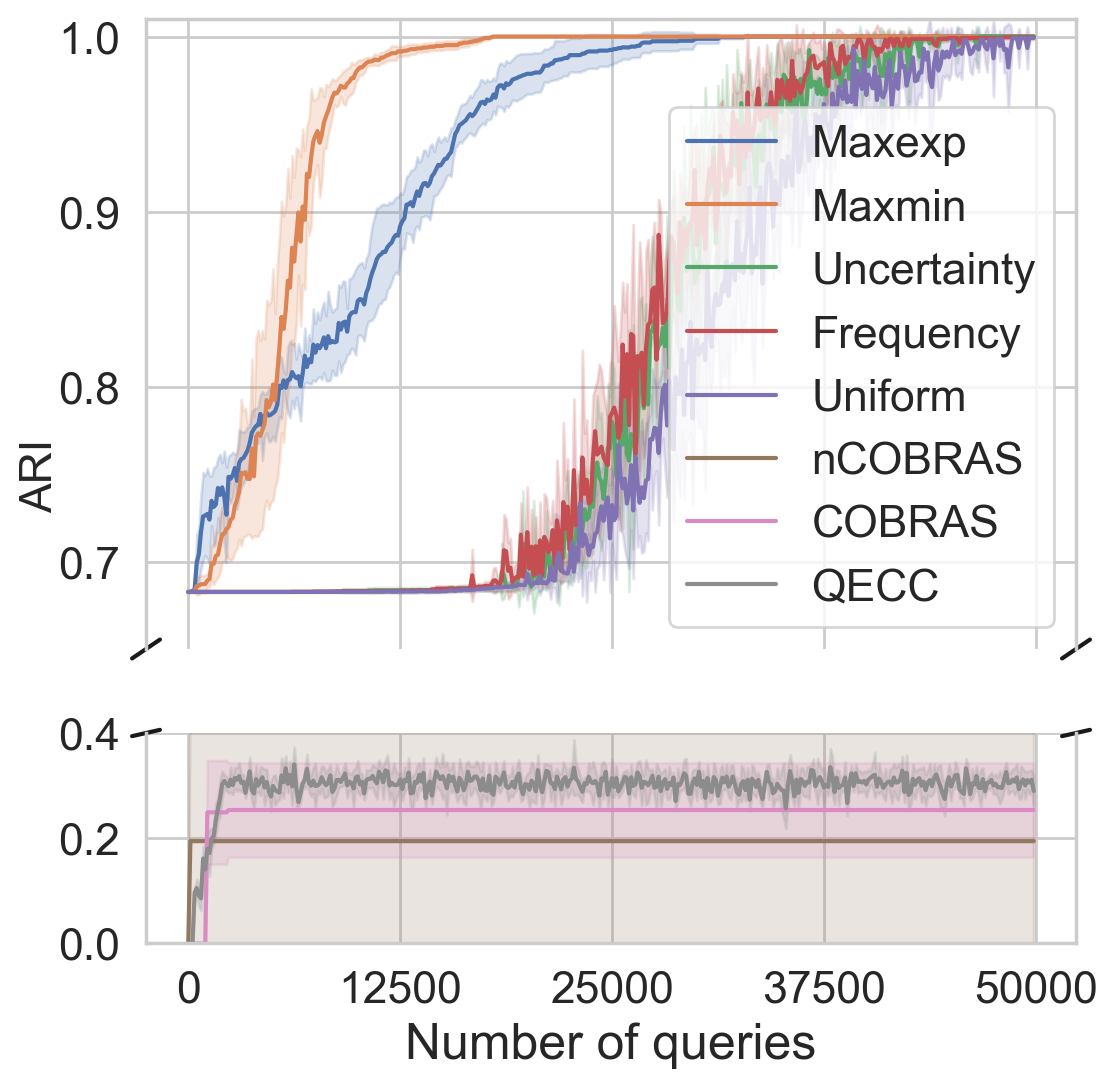 1.0
0.9
0.8
0.7
ARI
Maxexp
Maxmin
Uncertainty
Frequency
Uniform
nCOBRAS
COBRAS
QECC
0.4
0.2
0.0
0 12500 25000 37500 50000
Number of queries